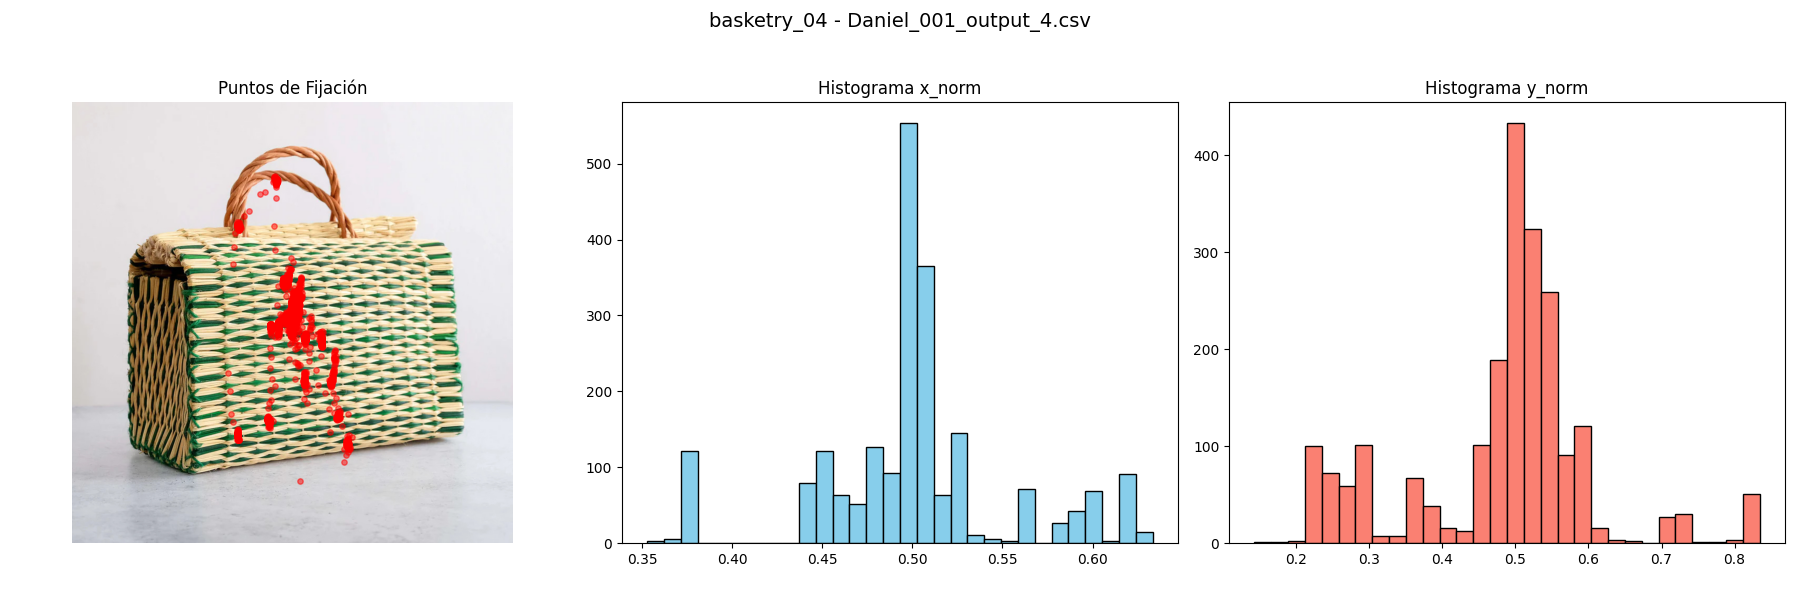 basketry_04 - Daniel_001_output_4.csv
Puntos de Fijación
Histograma x_norm
500
400
300
200
100
0
0.35 0.40 0.45 0.50 0.55 0.60
Histograma y_norm
400
300
200
100
0
0.2 0.3 0.4 0.5 0.6 0.7 0.8